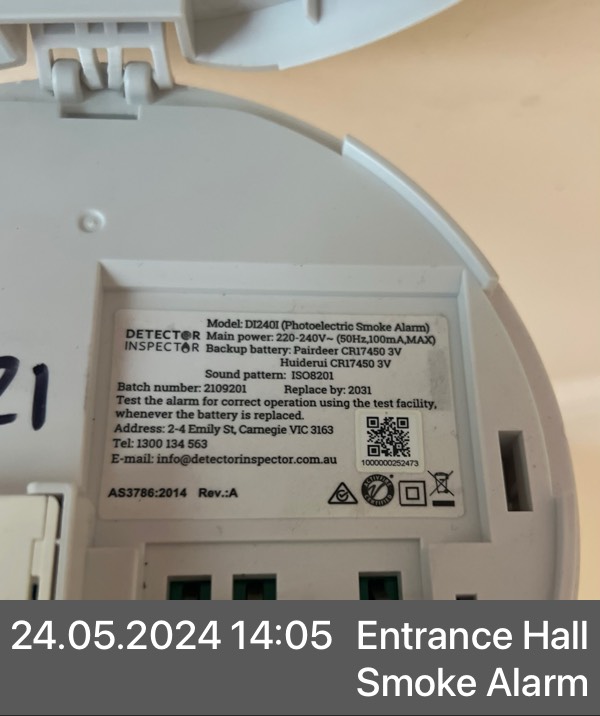 DETECTOR
INSPECTOR
Model: DI240I (Photoelectric Smoke Alarm)
Main power: 220-240V~ (50Hz,100mA,MAX)
Backup battery: Pairdeer CR17450 3V
Huiderui CR17450 3V
Sound pattern: ISO8201
Batch number: 2109201 Replace by: 2031
Test the alarm for correct operation using the test facility,
whenever the battery is replaced.
Address: 2-4 Emily St, Carnegie VIC 3163
Tel: 1300 134 563
E-mail: info@detectorinspector.com.au
1000000252473
AS3786:2014 Rev.:A
21
24.05.2024 14:05 Entrance Hall
Smoke Alarm